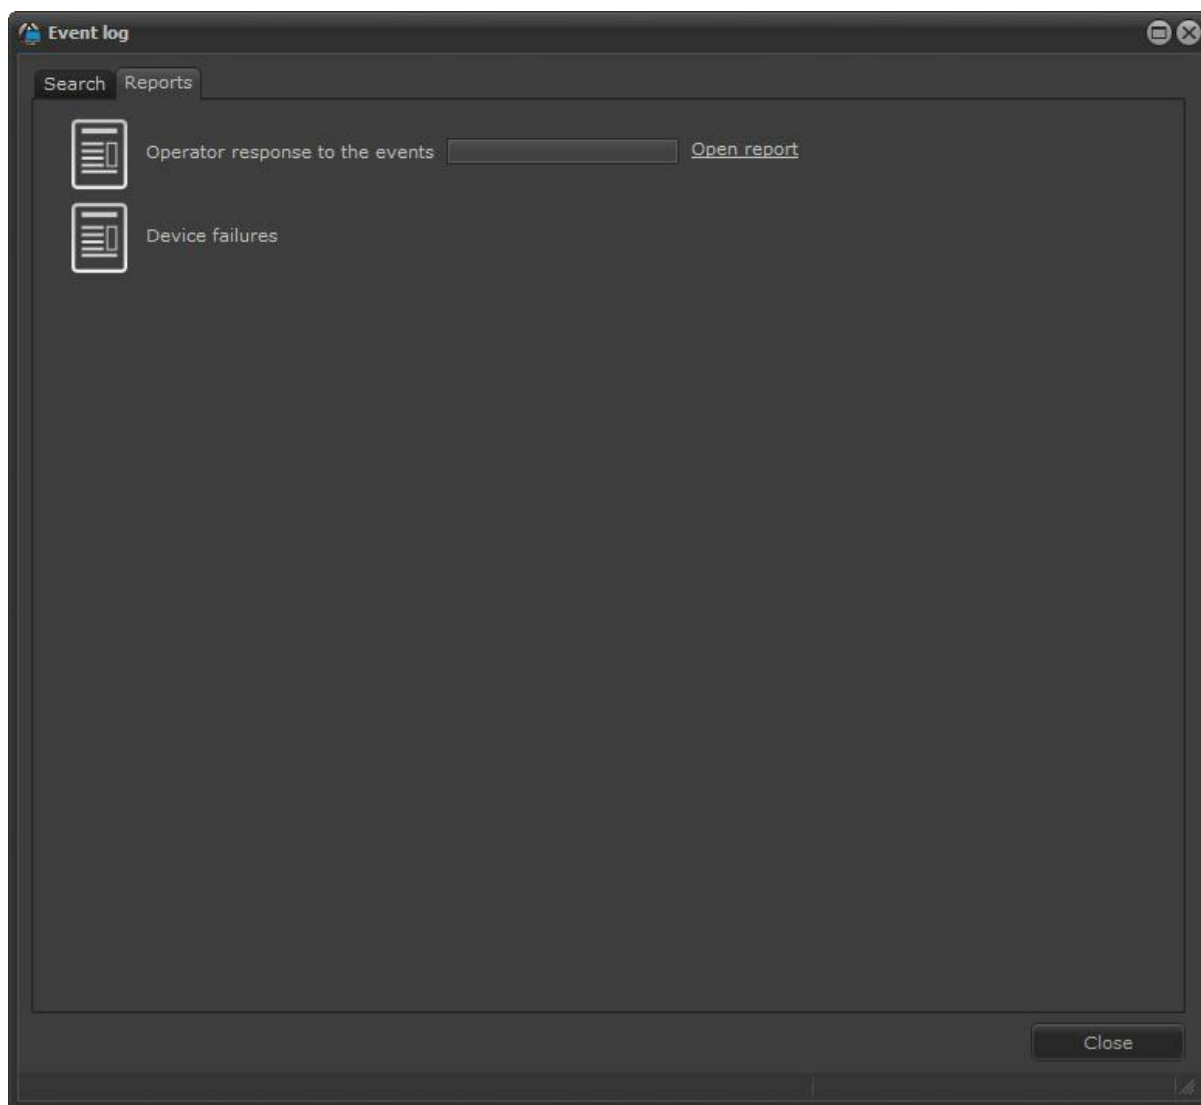 Event log
Search Reports
Operator response to the events Open report
Device failures
Close